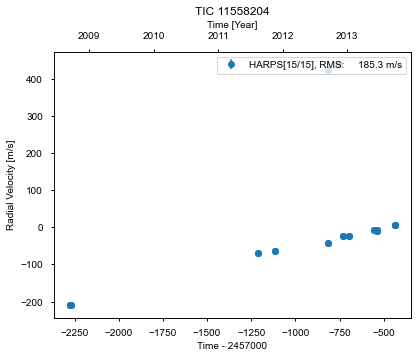 TIC 11558204
Time [Year]
2009 2010 2011 2012 2013
HARPS[15/15], RMS: 185.3 m/s
Radial Velocity [m/s]
400
300
200
100
0
−100
−200
−2250 −2000 −1750 −1500 −1250 −1000 −750 −500
Time - 2457000